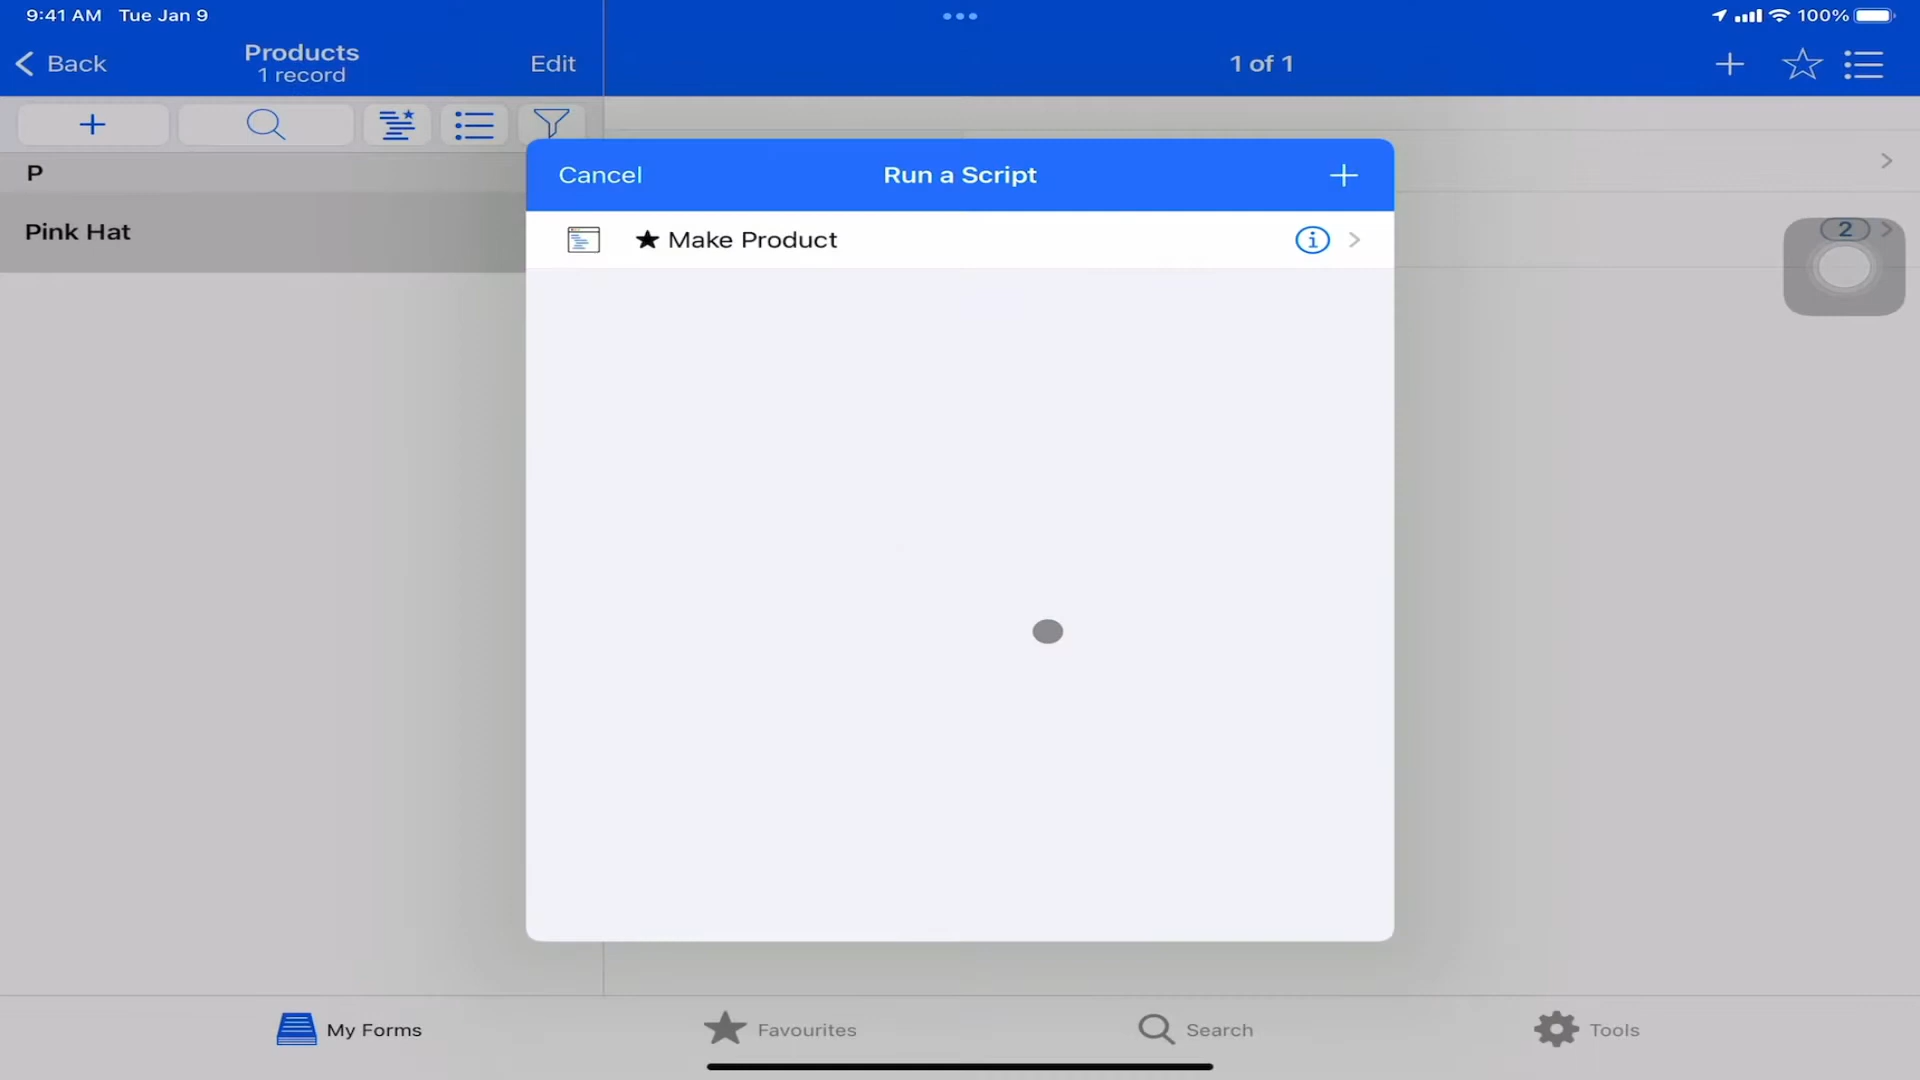 9:41 AM Tue Jan 9
100%
Back
Products
1 record
Edit
1 of 1
P
Pink Hat
2
Cancel
Run a Script
★ Make Product
My Forms
Favourites
Search
Tools